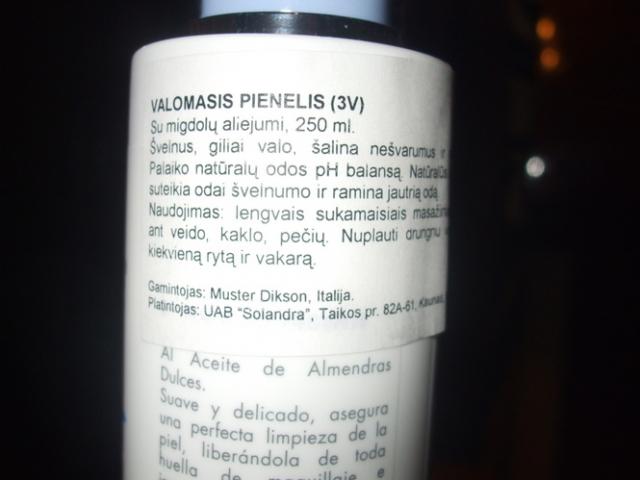 VALOMASIS PIENELIS (3V)
Su migdolų aliejumi, 250 ml.
Švelnus, giliai valo, šalina nešvarumus ir
Palaiko natūralų odos pH balansą.
suteikia odai švelnumo ir ramina jautrią odą.
Naudojimas: lengvais sukamaisiais
ant veido, kaklo, pečių. Nuplauti drungnu
kiekvieną rytą ir vakarą.
Gamintojas: Muster Dikson, Italija.
Platintojas: UAB "Solandra", Taikos pr. 82A-61, Kaunas
Al Aceite de Almendras
Dulces.
Suave y delicado, asegura
una perfecta limpieza de la
piel, liberándola de toda
huella de maquillaje e